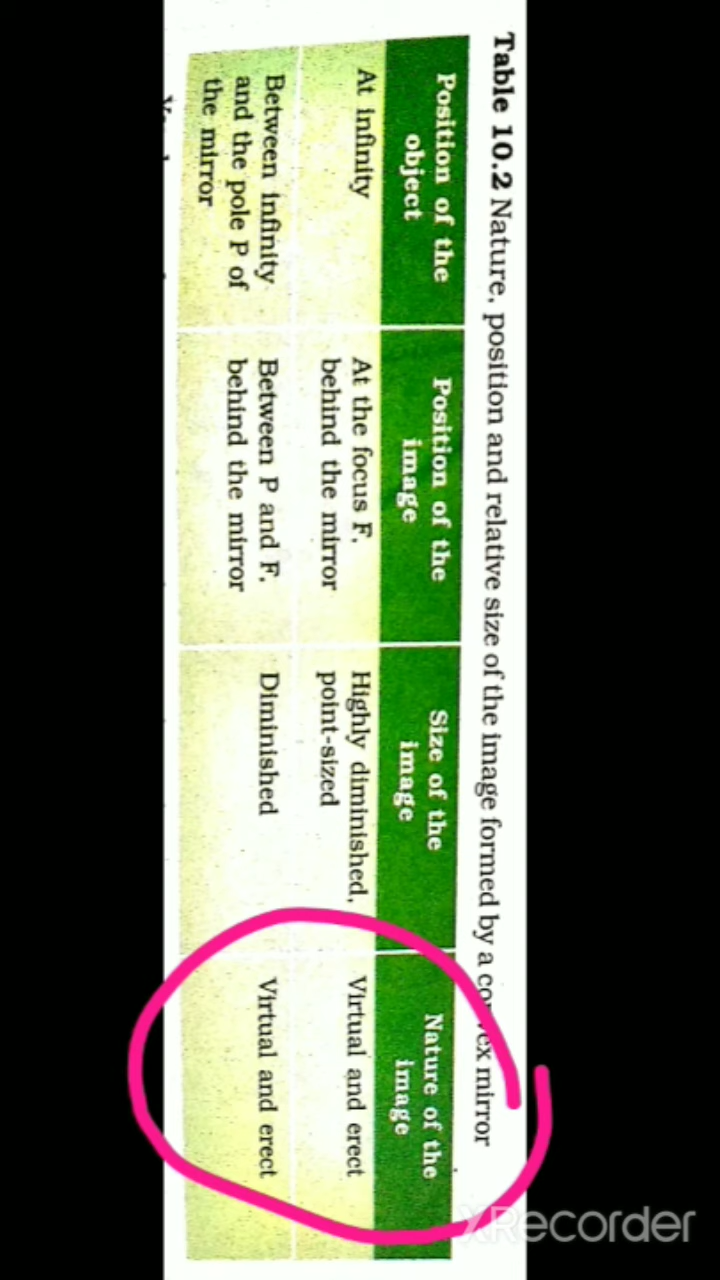 Table 10.2 Nature, position and relative size of the image formed by a convex mirror
Position of the
object
Position of the
image
Size of the
image
Nature of the
image
At infinity
At the focus F,
behind the mirror
Highly diminished,
point-sized
Virtual and erect
Between infinity
and the pole P of
the mirror
Between P and F,
behind the mirror
Diminished
Virtual and erect
XRecorder